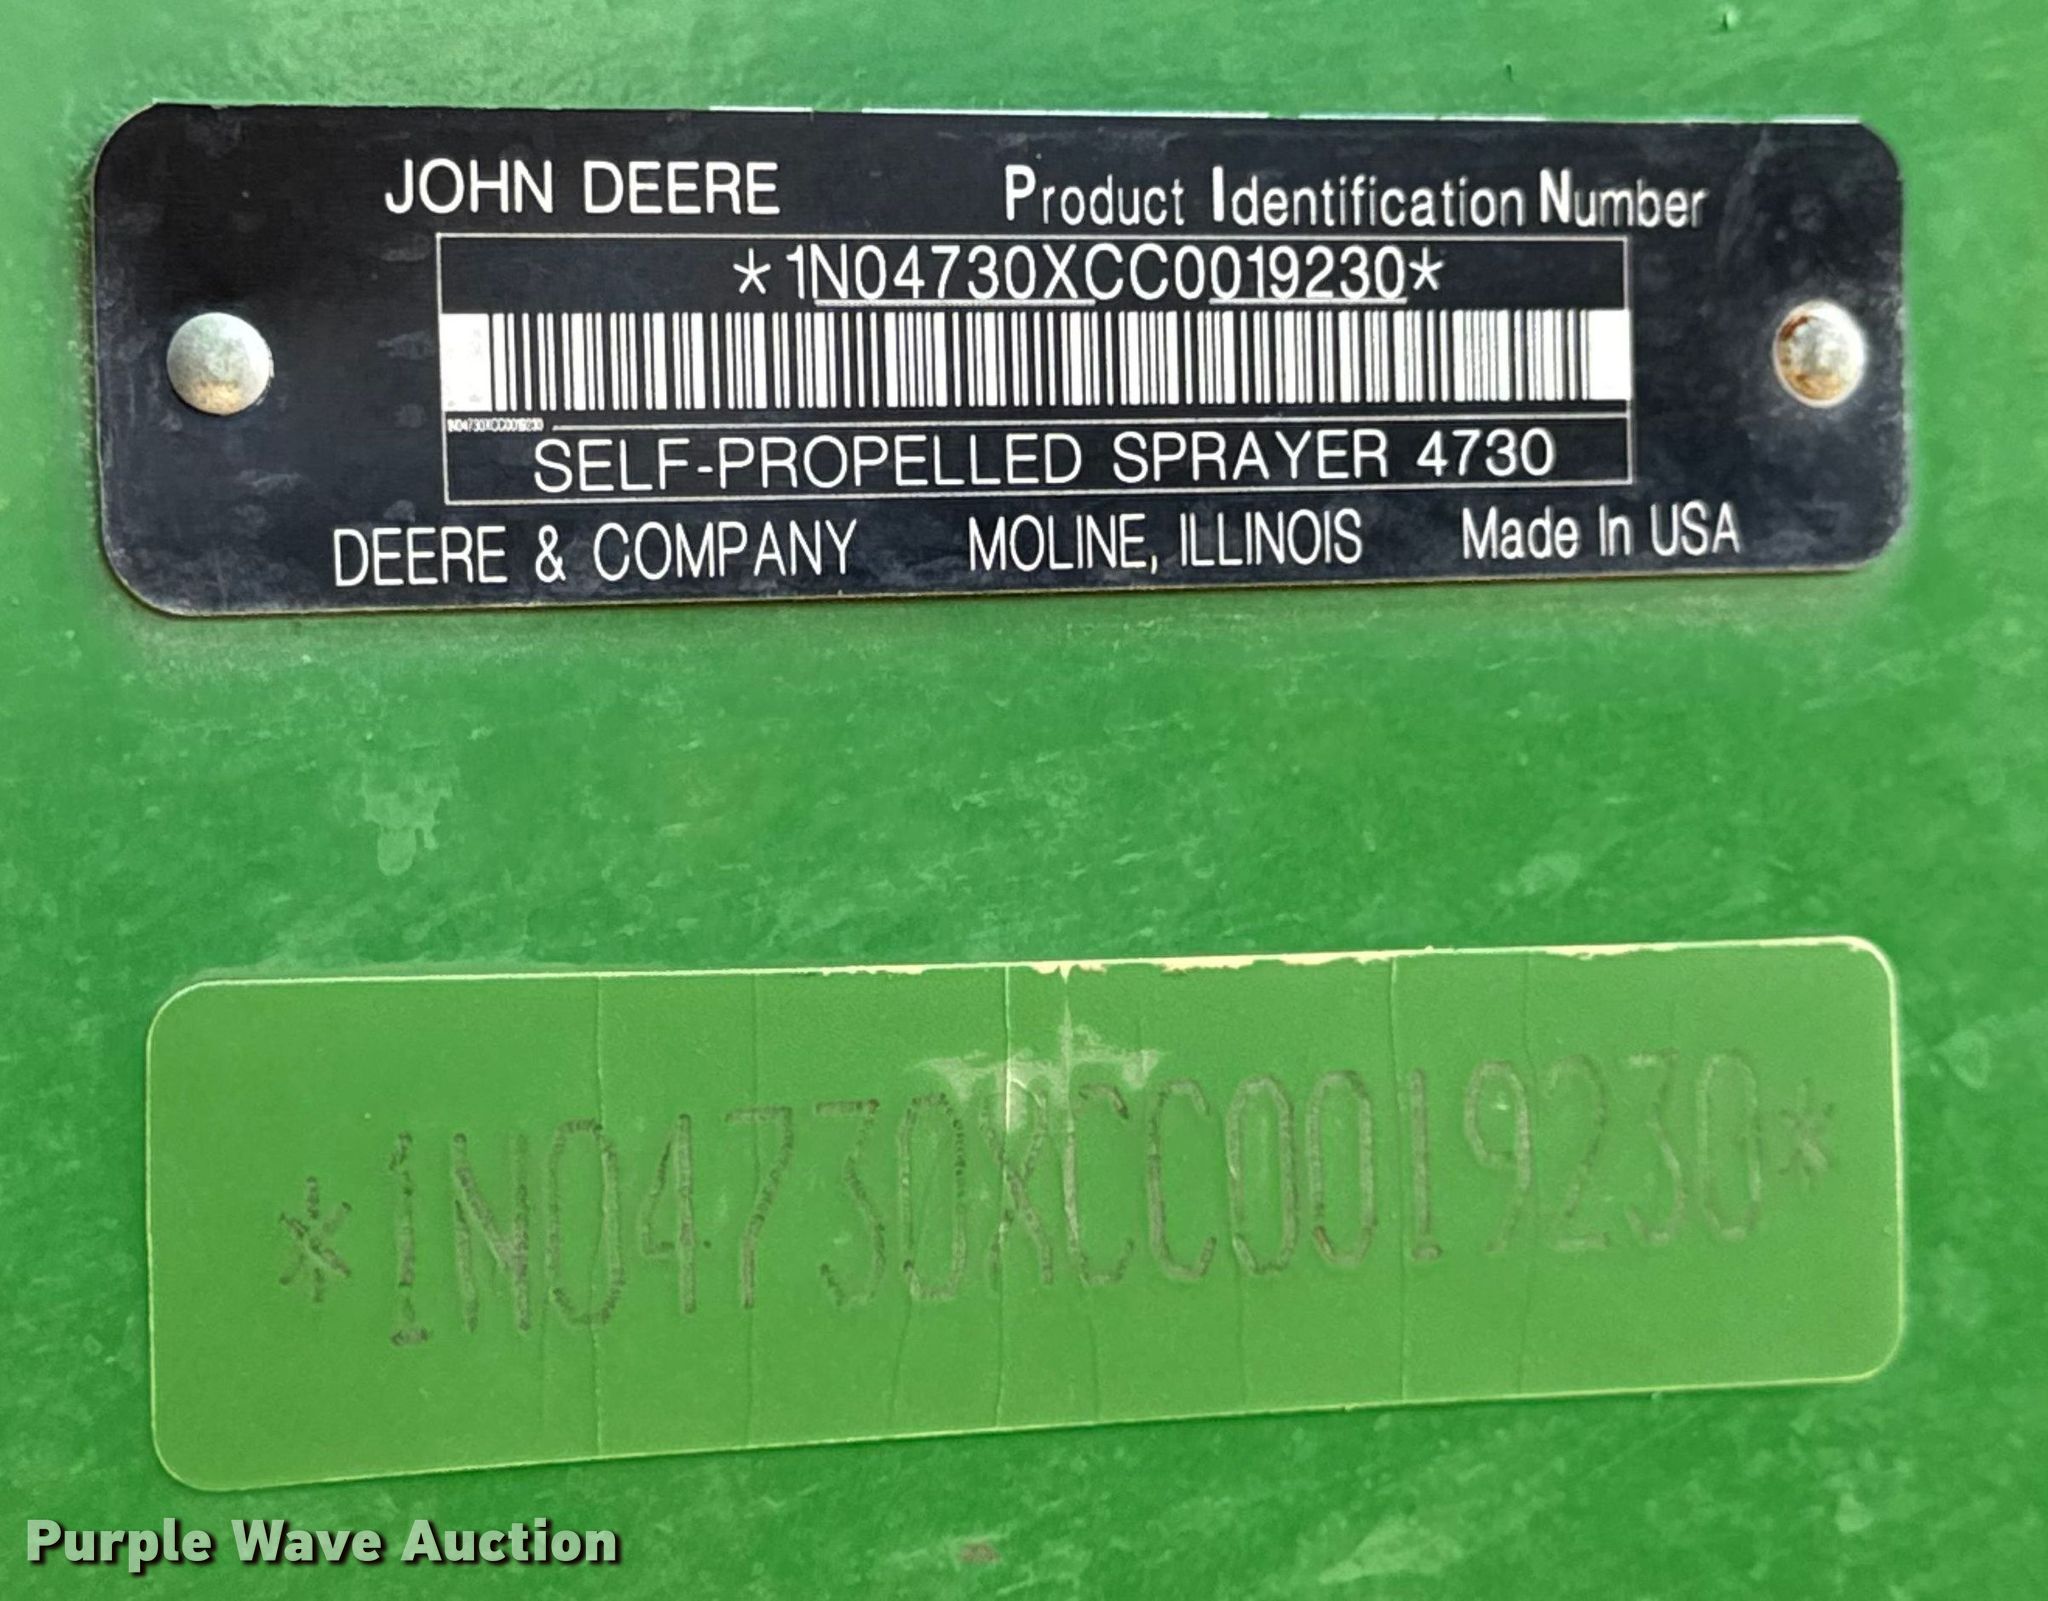 JOHN DEERE Product Identification Number
*1N04730XCC0019230*
1N04730XCC0019230
SELF-PROPELLED SPRAYER 4730
DEERE & COMPANY MOLINE, ILLINOIS Made In USA
*1N04730XCC0019230*
Purple Wave Auction